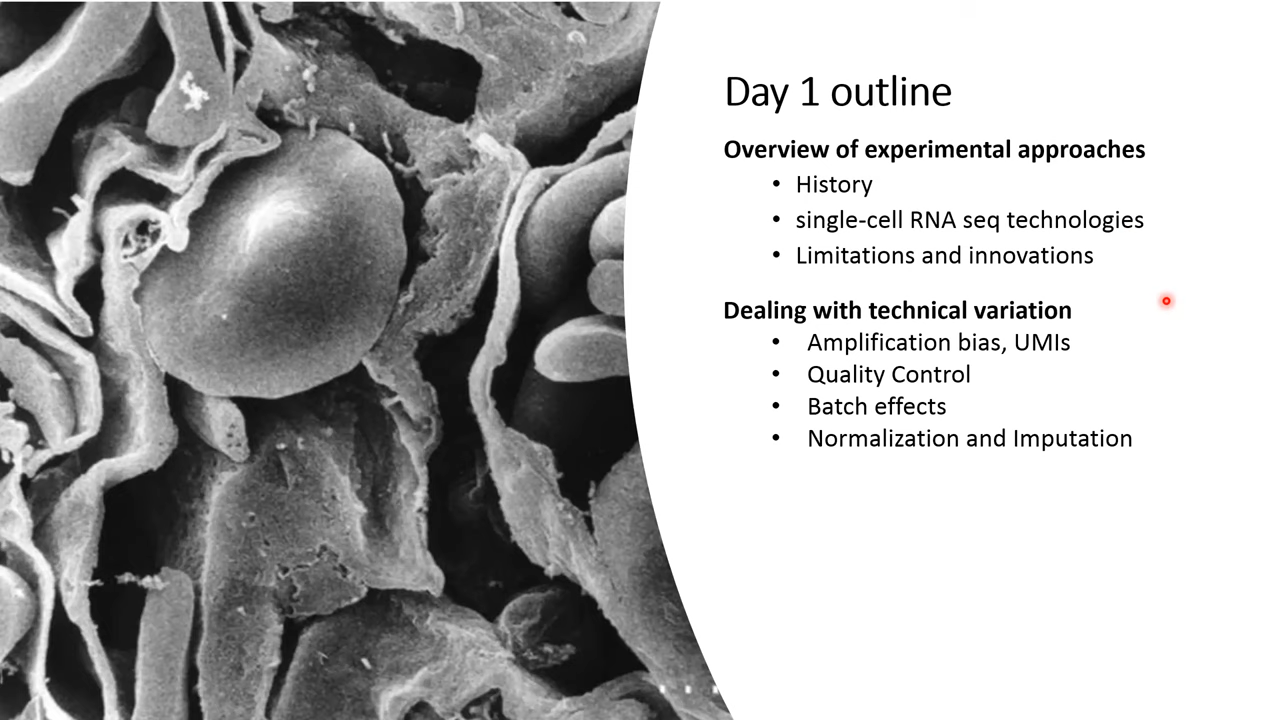 Day 1 outline
Overview of experimental approaches
• History
• single-cell RNA seq technologies
• Limitations and innovations
Dealing with technical variation
• Amplification bias, UMIs
• Quality Control
• Batch effects
• Normalization and Imputation